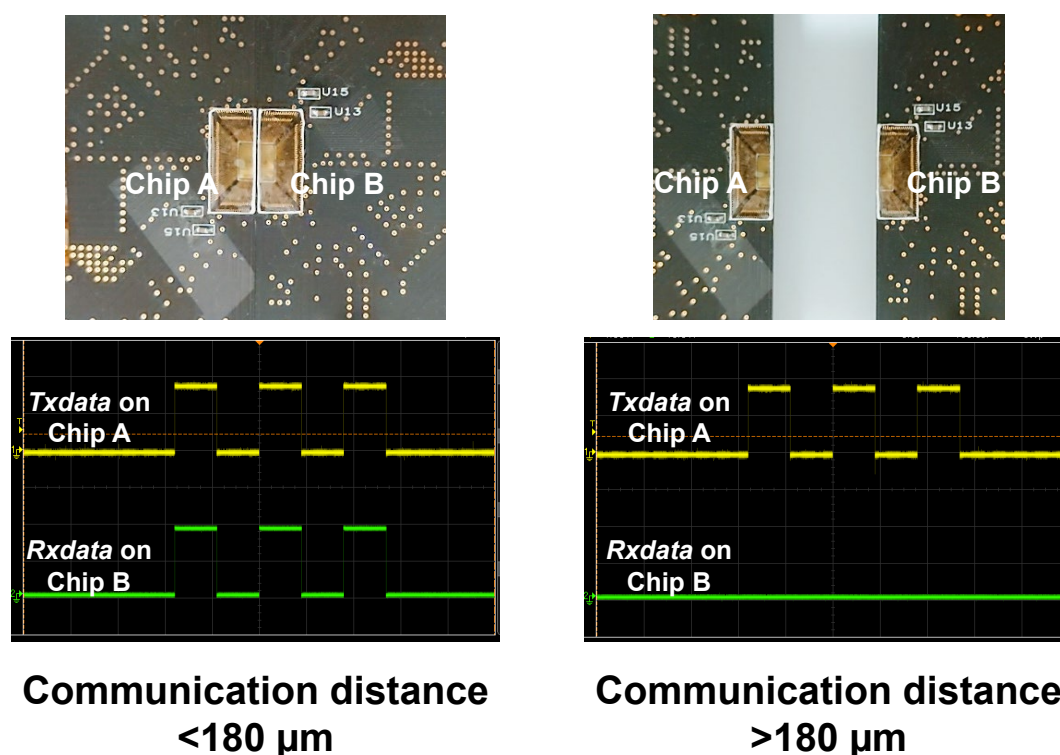 U15
U13
Chip A
Chip B
U13
U15
U15
U13
Chip A
Chip B
U13
U15
Txdata on
Chip A
Rxdata on
Chip B
Txdata on
Chip A
Rxdata on
Chip B
Communication distance
<180 µm
Communication distance
>180 µm